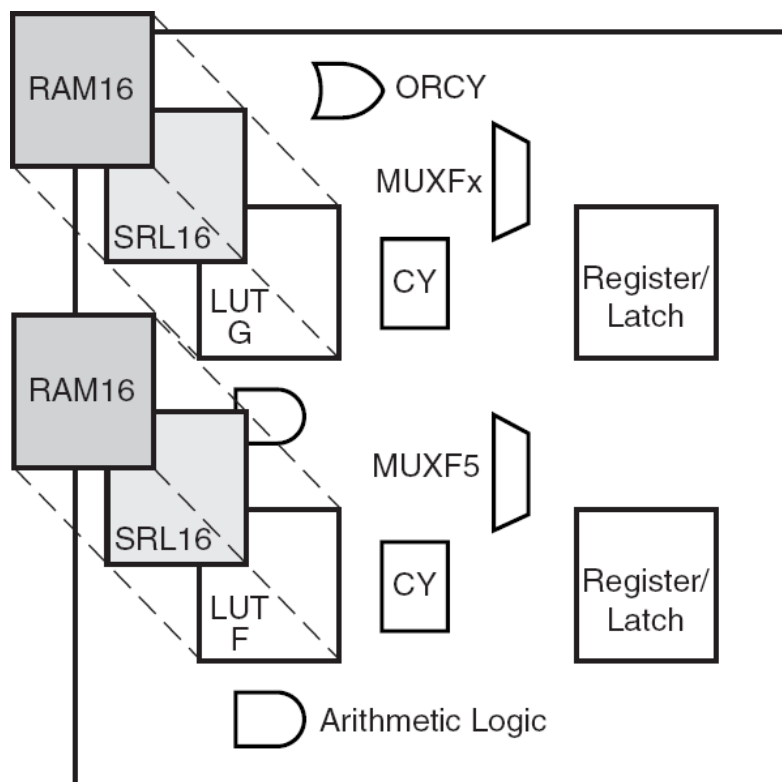 RAM16
ORCY
MUXFx
SRL16
LUT
G
CY
Register/
Latch
RAM16
MUXF5
SRL16
LUT
F
CY
Register/
Latch
Arithmetic Logic